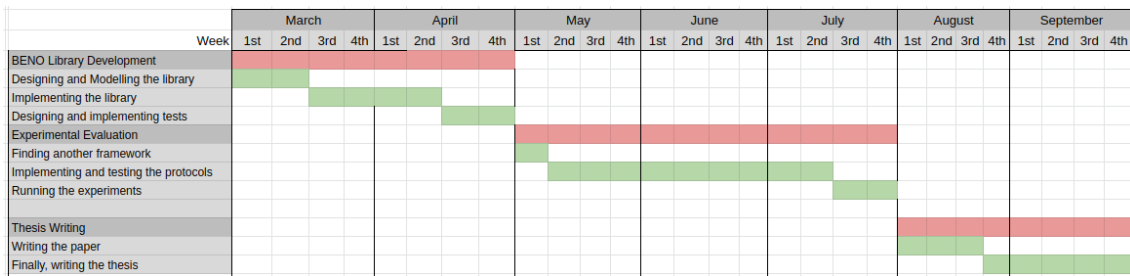 March April May June July August September
Week 1st 2nd 3rd 4th 1st 2nd 3rd 4th 1st 2nd 3rd 4th 1st 2nd 3rd 4th 1st 2nd 3rd 4th 1st 2nd 3rd 4th 1st 2nd 3rd 4th
BENO Library Development
Designing and Modelling the library
Implementing the library
Designing and implementing tests
Experimental Evaluation
Finding another framework
Implementing and testing the protocols
Running the experiments
Thesis Writing
Writing the paper
Finally, writing the thesis